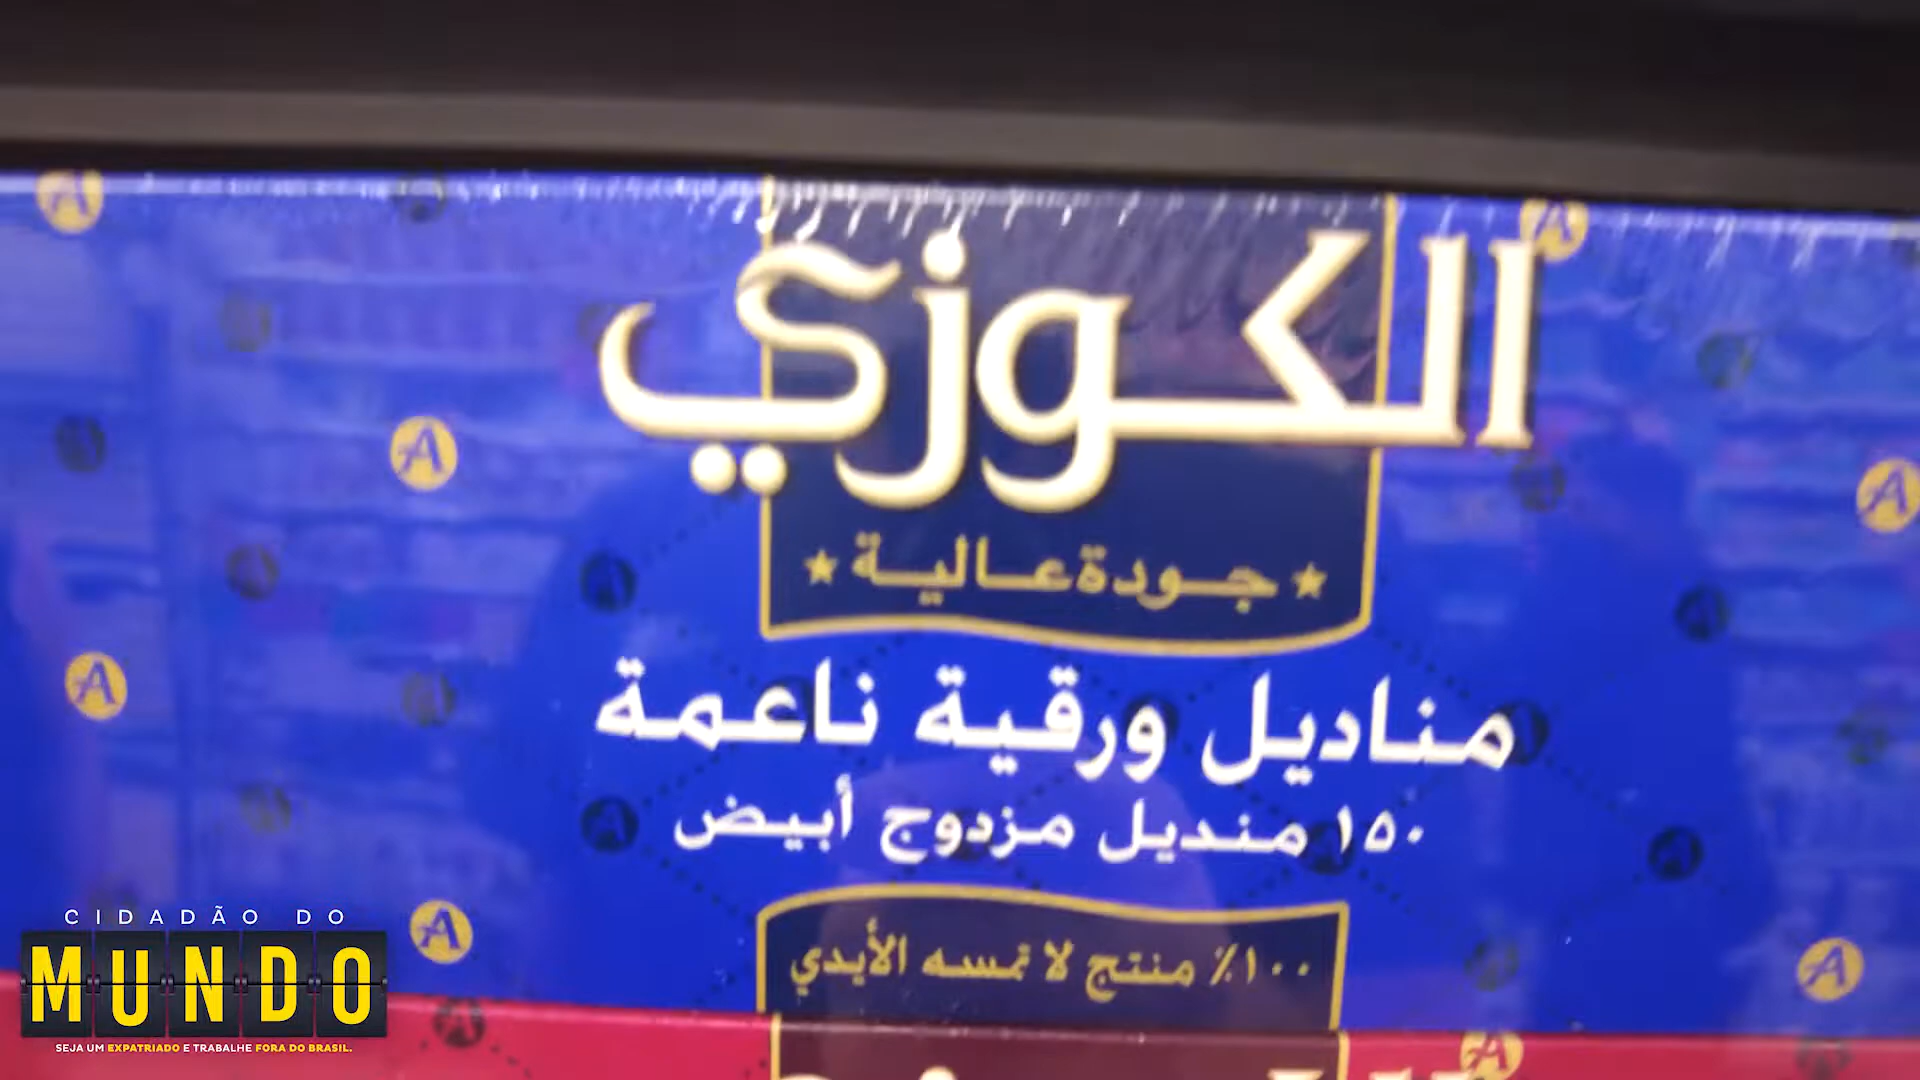 الكوزي
جودة عالية
مناديل ورقية ناعمة
١٥٠ منديل مزدوج أبيض
١٠٠٪ منتج لا تمسه الأيدي
CIDADÃO DO
MUNDO
SEJA UM EXPATRIADO E TRABALHE FORA DO BRASIL.